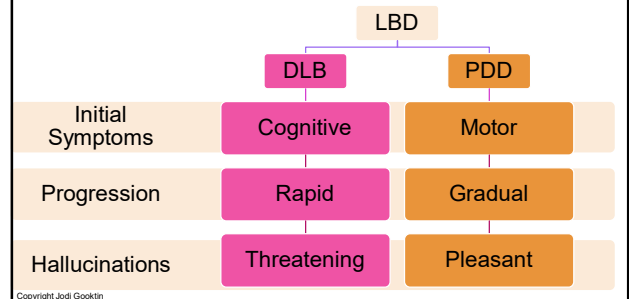 LBD
DLB PDD
Initial
Symptoms Cognitive Motor
Progression Rapid Gradual
Hallucinations Threatening Pleasant
Copyright Jodi Gooktin